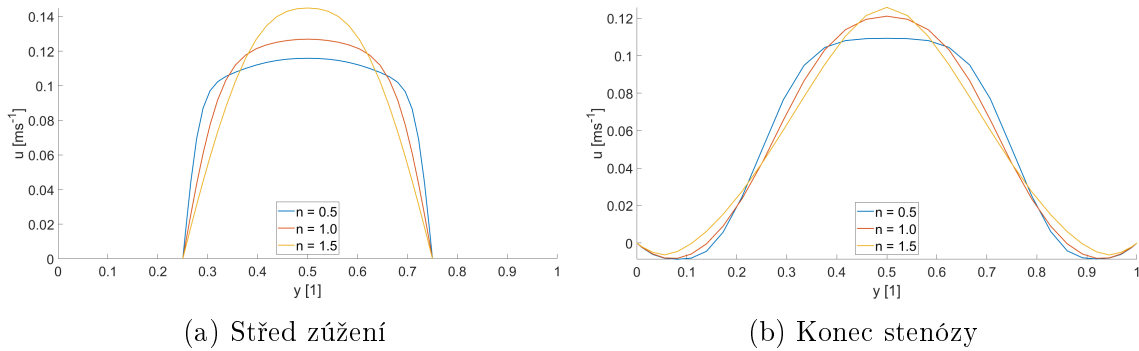 0.14
0.12
0.1
0.08
0.06
0.04
0.02
0
u [ms-1]
n = 0.5
n = 1.0
n = 1.5
0 0.1 0.2 0.3 0.4 0.5 0.6 0.7 0.8 0.9 1
y [1]
(a) Střed zúžení
0.12
0.1
0.08
0.06
0.04
0.02
0
u [ms-1]
n = 0.5
n = 1.0
n = 1.5
0 0.1 0.2 0.3 0.4 0.5 0.6 0.7 0.8 0.9 1
y [1]
(b) Konec stenózy